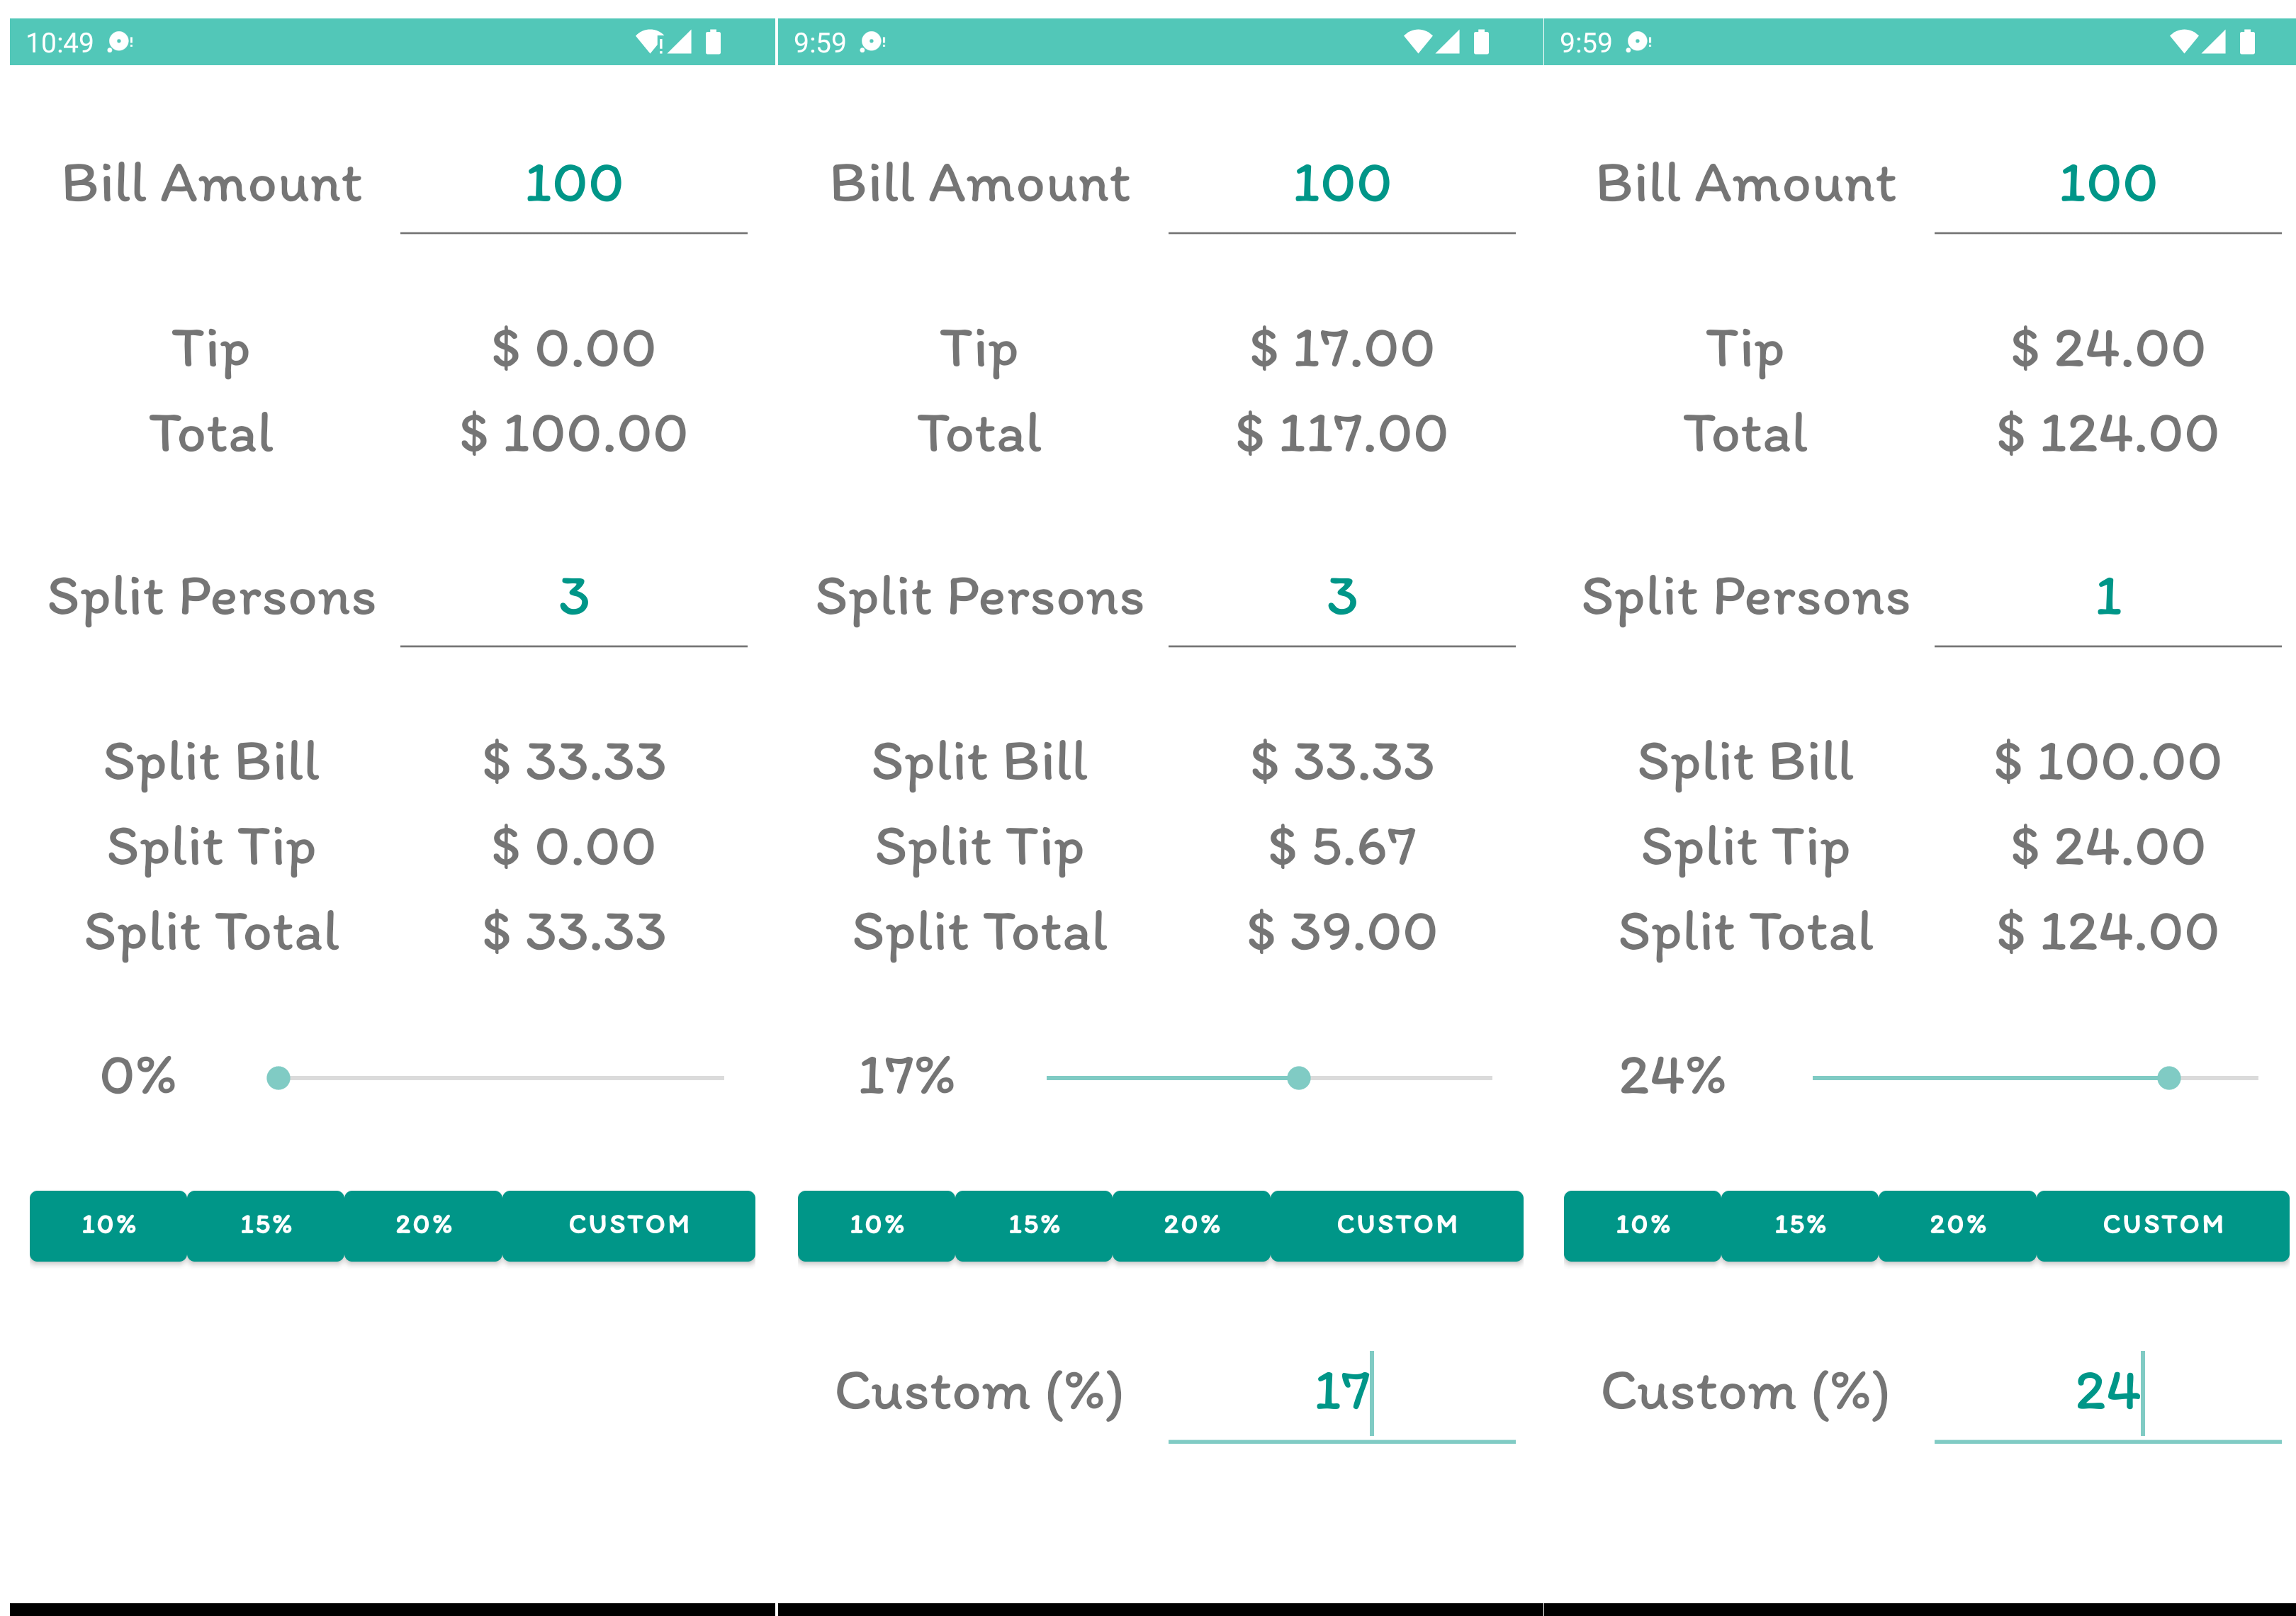 10:49
Bill Amount 100
Tip $ 0.00
Total $ 100.00
Split Persons 3
Split Bill $ 33.33
Split Tip $ 0.00
Split Total $ 33.33
0%
10% 15% 20% CUSTOM
9:59
Bill Amount 100
Tip $ 17.00
Total $ 117.00
Split Persons 3
Split Bill $ 33.33
Split Tip $ 5.67
Split Total $ 39.00
17%
10% 15% 20% CUSTOM
Custom (%) 17
9:59
Bill Amount 100
Tip $ 24.00
Total $ 124.00
Split Persons 1
Split Bill $ 100.00
Split Tip $ 24.00
Split Total $ 124.00
24%
10% 15% 20% CUSTOM
Custom (%) 24